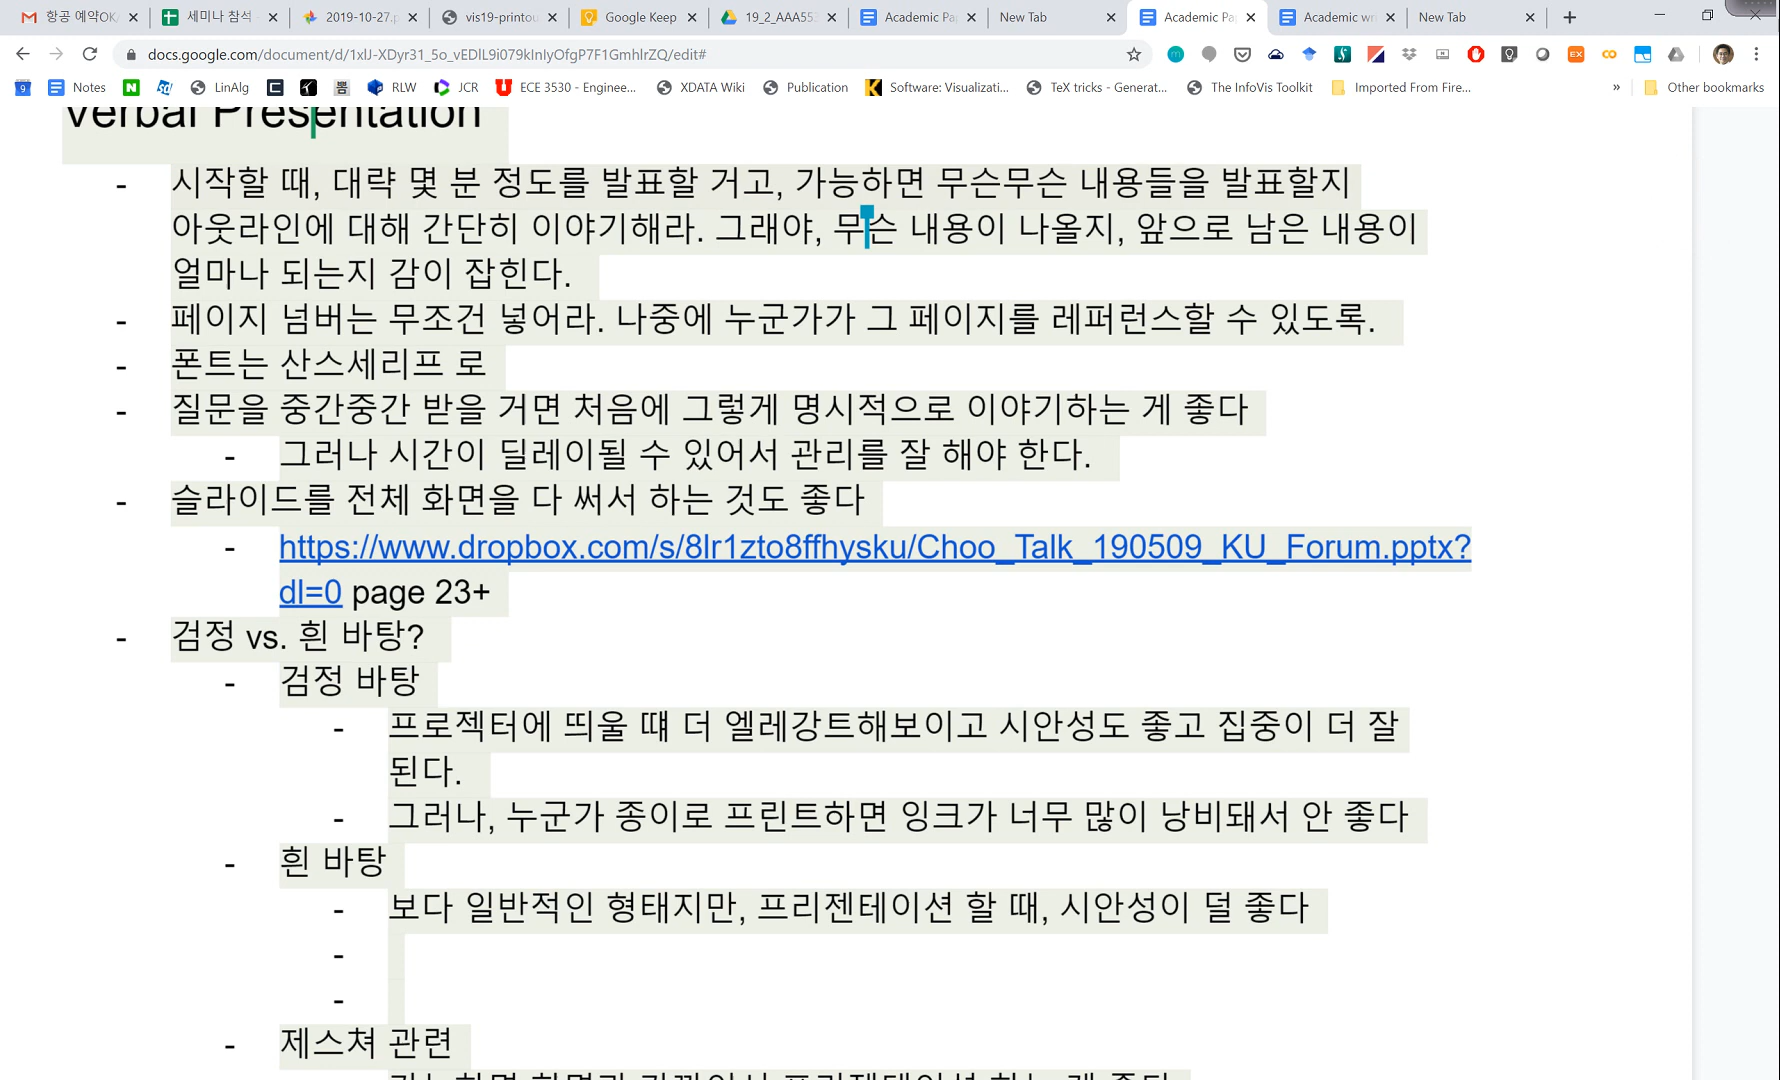 항공 예약OK/
세미나 참석
2019-10-27.p
vis19-printou
Google Keep
19_2_AAA553
Academic Pa
New Tab
Academic Pa
Academic wr
New Tab
docs.google.com/document/d/1xlJ-XDyr31_5o_vEDlL9i079kInIyOfgP7F1GmhlrZQ/edit#
Notes LinAlg RLW JCR ECE 3530 - Enginee... XDATA Wiki Publication Software: Visualizati... TeX tricks - Generat... The InfoVis Toolkit Imported From Fire... » Other bookmarks
Verbal Presentation
- 시작할 때, 대략 몇 분 정도를 발표할 거고, 가능하면 무슨무슨 내용들을 발표할지
아웃라인에 대해 간단히 이야기해라. 그래야, 무슨 내용이 나올지, 앞으로 남은 내용이
얼마나 되는지 감이 잡힌다.
- 페이지 넘버는 무조건 넣어라. 나중에 누군가가 그 페이지를 레퍼런스할 수 있도록.
- 폰트는 산스세리프 로
- 질문을 중간중간 받을 거면 처음에 그렇게 명시적으로 이야기하는 게 좋다
- 그러나 시간이 딜레이될 수 있어서 관리를 잘 해야 한다.
- 슬라이드를 전체 화면을 다 써서 하는 것도 좋다
- https://www.dropbox.com/s/8lr1zto8ffhysku/Choo_Talk_190509_KU_Forum.pptx?
dl=0 page 23+
- 검정 vs. 흰 바탕?
- 검정 바탕
- 프로젝터에 띄울 떄 더 엘레강트해보이고 시안성도 좋고 집중이 더 잘
된다.
- 그러나, 누군가 종이로 프린트하면 잉크가 너무 많이 낭비돼서 안 좋다
- 흰 바탕
- 보다 일반적인 형태지만, 프리젠테이션 할 때, 시안성이 덜 좋다
-
-
- 제스쳐 관련